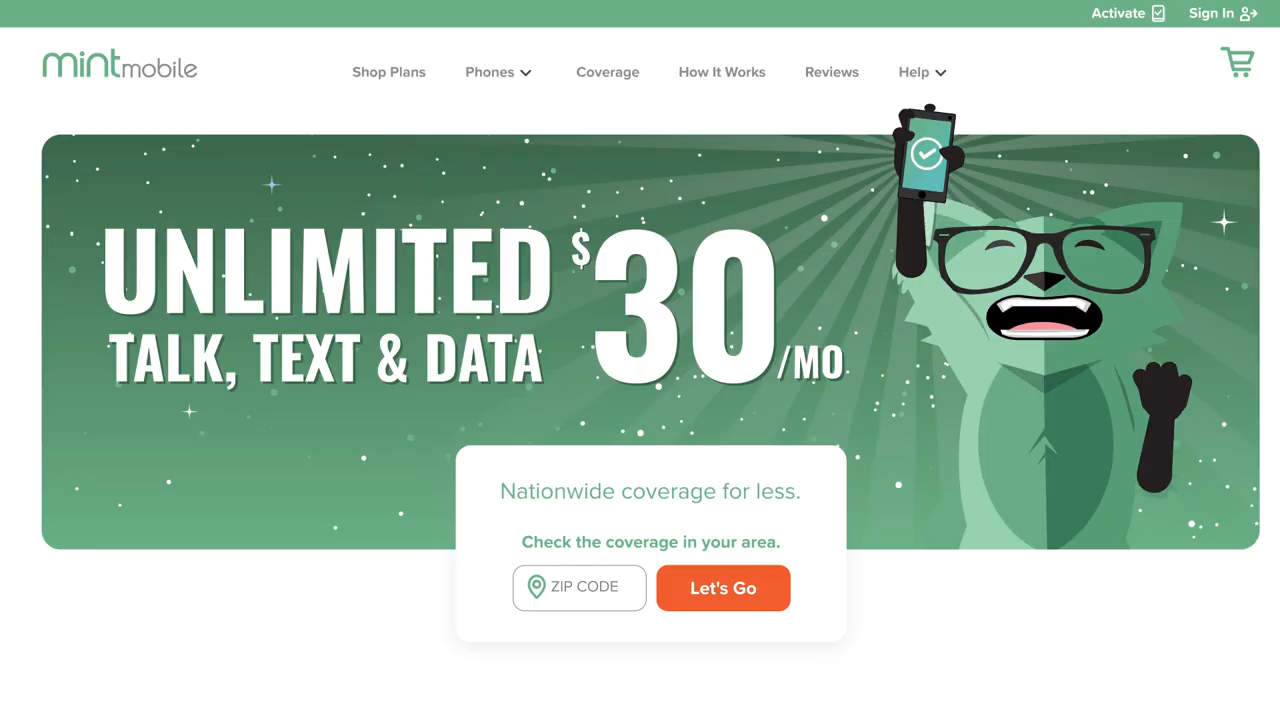 Activate
Sign In
mintmobile
Shop Plans
Phones
Coverage
How It Works
Reviews
Help
UNLIMITED
TALK, TEXT & DATA
$30/MO
Nationwide coverage for less.
Check the coverage in your area.
ZIP CODE
Let's Go